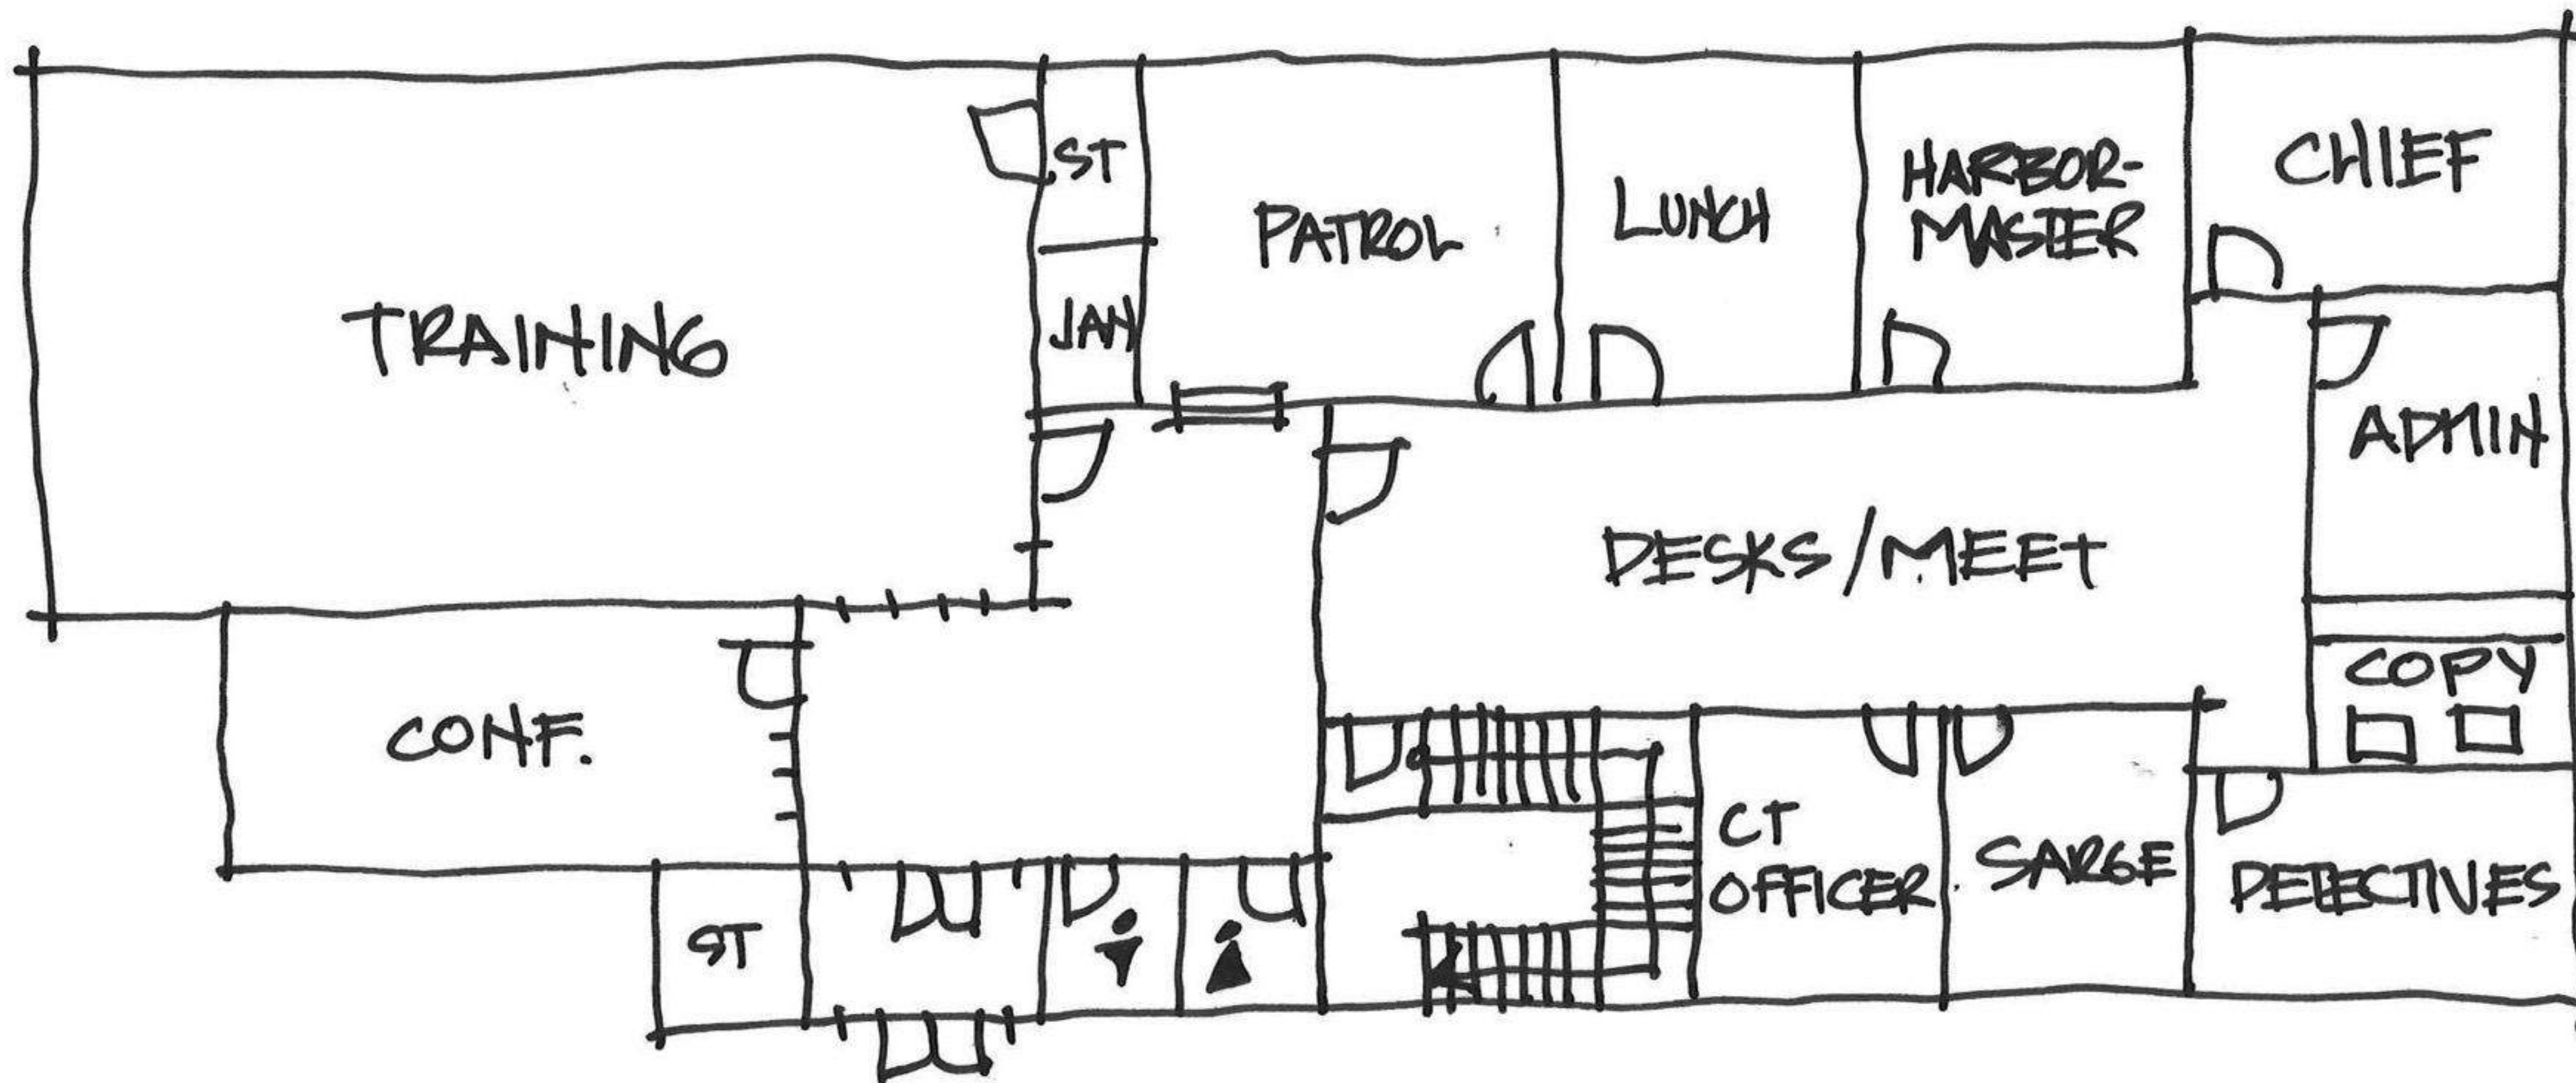 TRAINING
ST
JAN
PATROL
LUNCH
HARBOR-
MASTER
CHIEF
ADMIN
DESKS/MEET
COPY
CONF.
ST
CT
OFFICER
SARGE
DETECTIVES